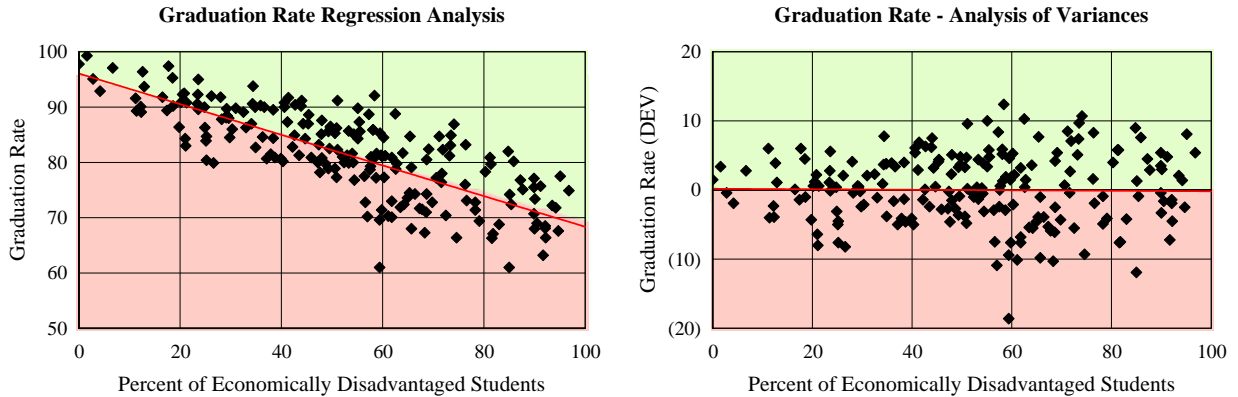 Graduation Rate Regression Analysis
100
90
80
70
60
50
Graduation Rate
0 20 40 60 80 100
Percent of Economically Disadvantaged Students
Graduation Rate - Analysis of Variances
20
10
0
(10)
(20)
Graduation Rate (DEV)
0 20 40 60 80 100
Percent of Economically Disadvantaged Students